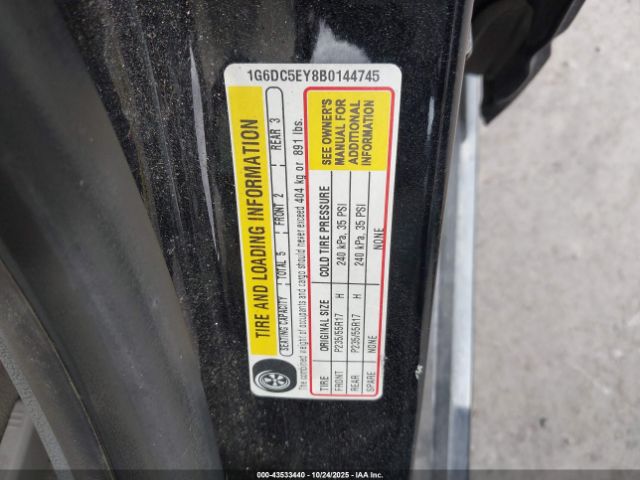 1G6DC5EY8B0144745
TIRE AND LOADING INFORMATION
SEATING CAPACITY TOTAL 5 FRONT 2 REAR 3
The combined weight of occupants and cargo should never exceed 404 kg or 891 lbs.
TIRE ORIGINAL SIZE COLD TIRE PRESSURE
FRONT P235/55R17 H 240 kPa, 35 PSI
REAR P235/55R17 H 240 kPa, 35 PSI
SPARE NONE NONE
SEE OWNER'S
MANUAL FOR
ADDITIONAL
INFORMATION
000-43533440 - 10/24/2025 - IAAI, Inc.